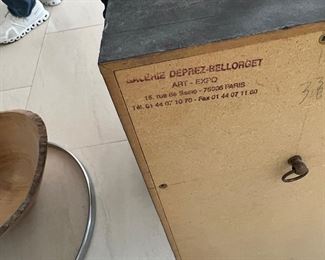 GALERIE DEPREZ-BELLORGET
ART - EXPO
16, rue de Seine - 75006 PARIS
Tél. 01 44 07 10 70 - Fax 01 44 07 11 60